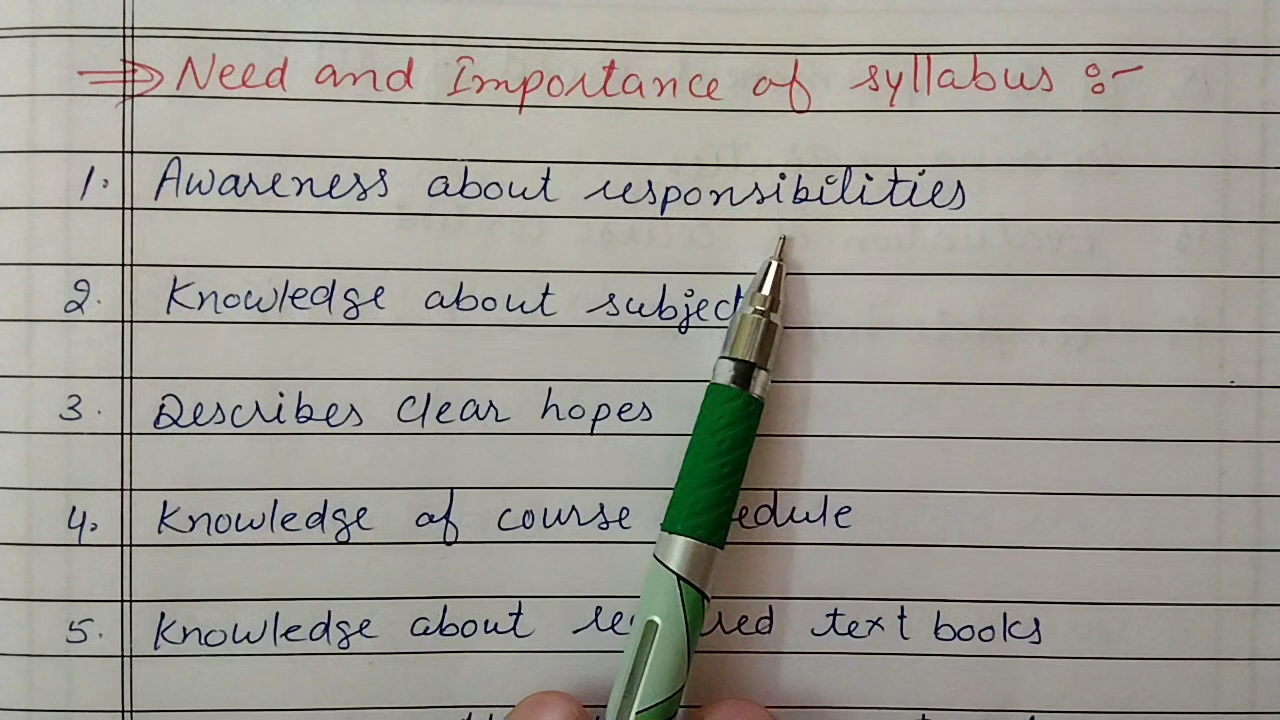 ⇒ Need and Importance of syllabus :-
1. Awareness about responsibilities
2. Knowledge about subject
3. Describes clear hopes
4. Knowledge of course
5. Knowledge about text books